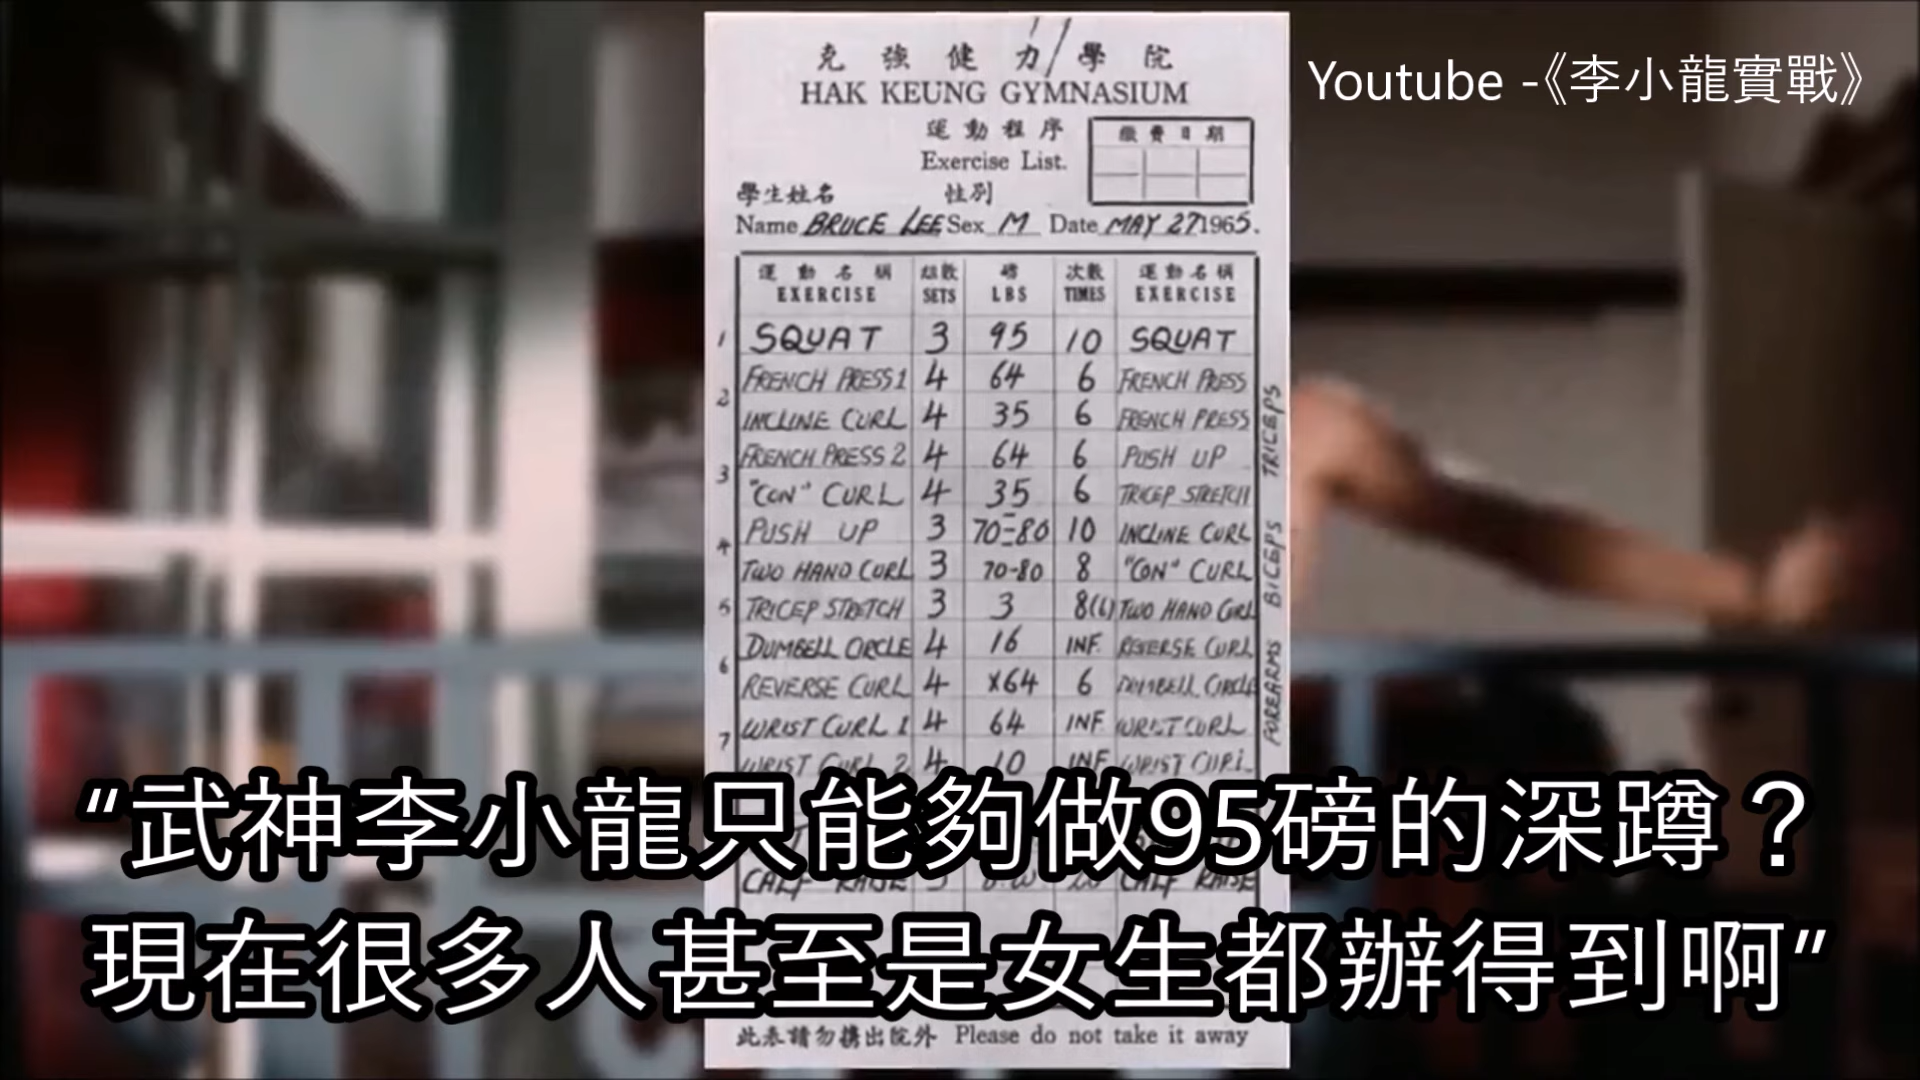 克強健力學院
HAK KEUNG GYMNASIUM
Youtube -《李小龍實戰》
運動程序
Exercise List.
繳費日期
學生姓名 性別
Name BRUCE LEE Sex M Date MAY 27 1965.
運動名稱 組數 磅 次數 運動名稱
EXERCISE SETS LBS TIMES EXERCISE
1 SQUAT 3 95 10 SQUAT
FRENCH PRESS 1 4 64 6 FRENCH PRESS
2
INCLINE CURL 4 35 6 FRENCH PRESS
FRENCH PRESS 2 4 64 6 PUSH UP
3
"CON" CURL 4 35 6 TRICEP STRETCH
TRICEPS
PUSH UP 3 70-80 10 INCLINE CURL
4
TWO HAND CURL 3 70-80 8 "CON" CURL
5 TRICEP STRETCH 3 3 8(6) TWO HAND CURL
BICEPS
DUMBELL CIRCLE 4 16 INF. REVERSE CURL
6
REVERSE CURL 4 X64 6 DUMBELL CIRCLE
WRIST CURL 1 4 64 INF. WRIST CURL
7
WRIST CURL 2 4 10 INF. WRIST CURL
FOREARMS
“武神李小龍只能夠做95磅的深蹲？
CALF RAISE CALF RAISE
現在很多人甚至是女生都辦得到啊”
此表請勿攜出院外 Please do not take it away